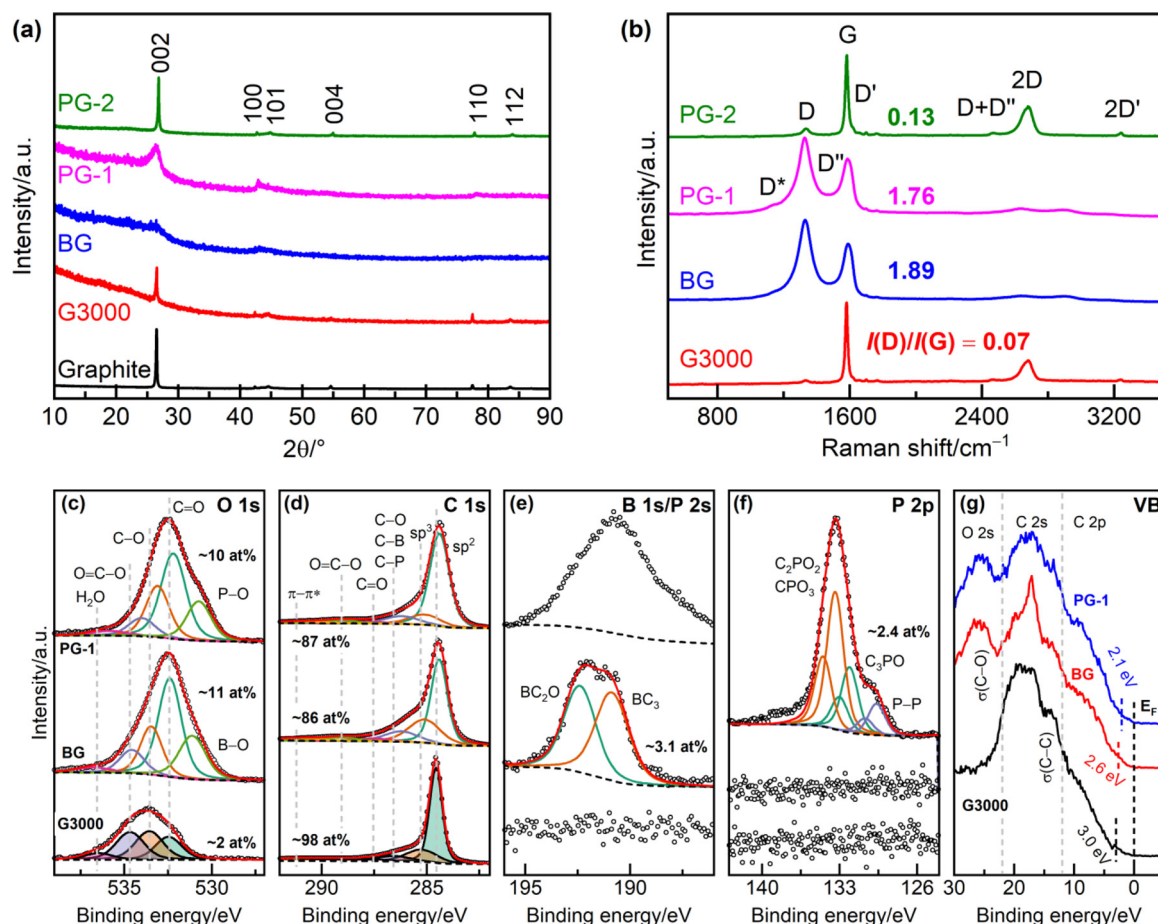 (a)
Intensity/a.u.
002
100
101
004
110
112
PG-2
PG-1
BG
G3000
Graphite
10 20 30 40 50 60 70 80 90
2θ/°
(b)
Intensity/a.u.
G
D
D'
0.13
D+D"
2D
2D'
PG-2
D*
D"
1.76
PG-1
1.89
BG
I(D)/I(G) = 0.07
G3000
800 1600 2400 3200
Raman shift/cm⁻¹
Intensity/a.u.
(c) O 1s
C=O
C–O
~10 at%
O=C–O
H₂O
P–O
PG-1
~11 at%
B–O
BG
G3000
~2 at%
535 530
Binding energy/eV
(d) C 1s
C–O
C–B
C–P
sp³
sp²
O=C–O
C=O
π–π*
~87 at%
~86 at%
~98 at%
290 285
Binding energy/eV
(e) B 1s/P 2s
BC₂O
BC₃
~3.1 at%
195 190
Binding energy/eV
(f) P 2p
C₂PO₂
CPO₃
~2.4 at%
C₃PO
P–P
140 133 126
Binding energy/eV
(g) VB
O 2s
C 2s
C 2p
PG-1
2.1 eV
BG
σ(C–O)
E_F
2.6 eV
σ(C–C)
G3000
3.0 eV
30 20 10 0
Binding energy/eV